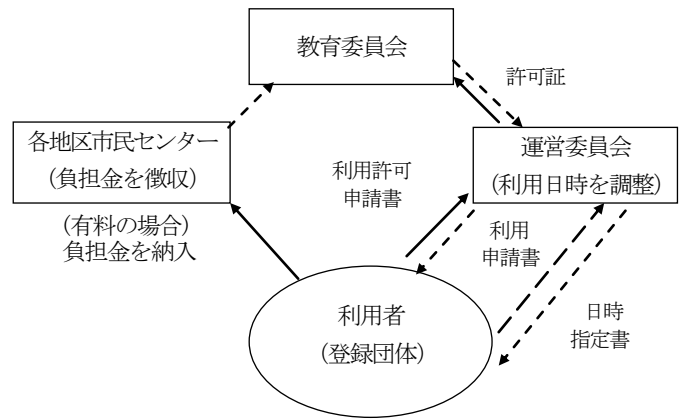 教育委員会
許可証
各地区市民センター
(負担金を徴収)
運営委員会
(利用日時を調整)
利用許可
申請書
(有料の場合)
負担金を納入
利用
申請書
利用者
(登録団体)
日時
指定書